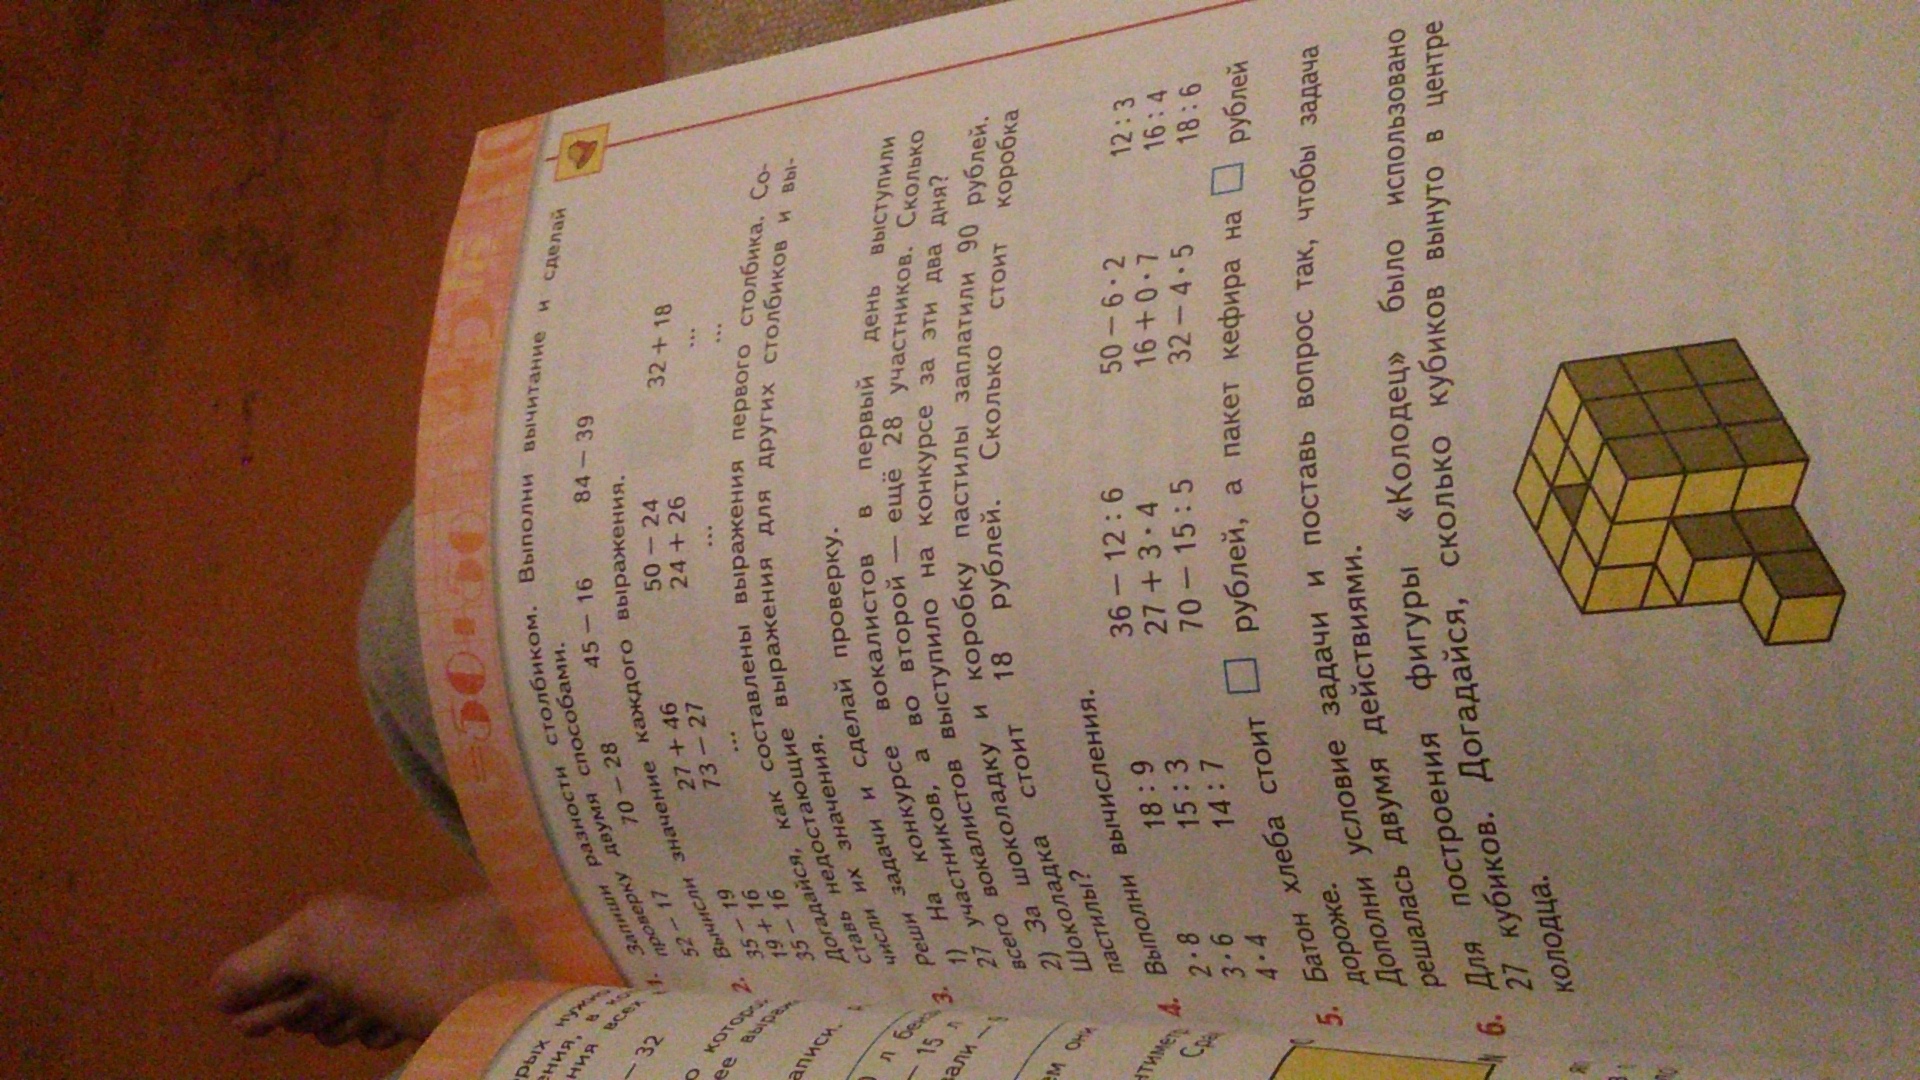 Запиши разности столбиком. Выполни вычитание и сделай
проверку двумя способами.
1.
52 – 17 70 – 28 45 – 16 84 – 39
2.
Вычисли значение каждого выражения.
35 – 19 27 + 46 50 – 24 32 + 18
19 + 16 73 – 27 24 + 26 ...
35 – 16 ... ... ...
Догадайся, как составлены выражения первого столбика. Со-
ставь недостающие выражения для других столбиков и вы-
числи их значения.
3.
Реши задачи и сделай проверку.
1) На конкурсе вокалистов в первый день выступили
27 участников, а во второй — ещё 28 участников. Сколько
всего вокалистов выступило на конкурсе за эти два дня?
2) За шоколадку и коробку пастилы заплатили 90 рублей.
Шоколадка стоит 18 рублей. Сколько стоит коробка
пастилы?
4.
Выполни вычисления.
2 · 8 18 : 9 36 – 12 : 6 50 – 6 · 2 12 : 3
3 · 6 15 : 3 27 + 3 · 4 16 + 0 · 7 16 : 4
4 · 4 14 : 7 70 – 15 : 5 32 – 4 · 5 18 : 6
5.
Батон хлеба стоит рублей, а пакет кефира на рублей
дороже.
Дополни условие задачи и поставь вопрос так, чтобы задача
решалась двумя действиями.
6.
Для построения фигуры «Колодец» было использовано
27 кубиков. Догадайся, сколько кубиков вынуто в центре
колодца.
– 32
– 15 л